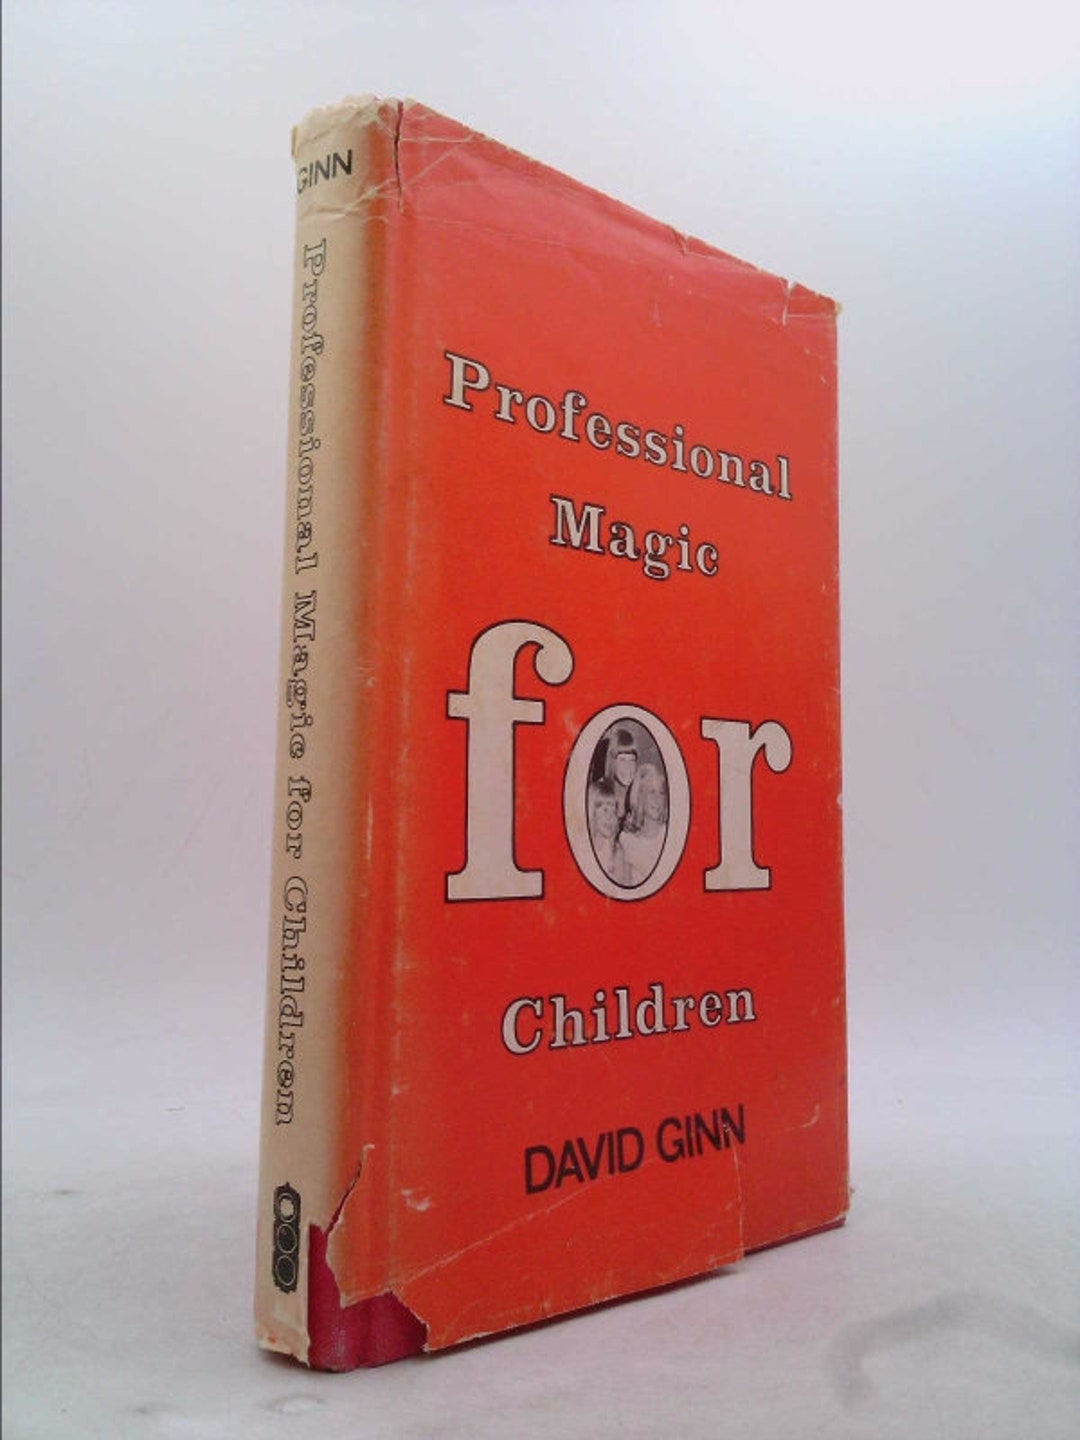 GINN
Professional Magic for Children
Professional
Magic
for
Children
DAVID GINN